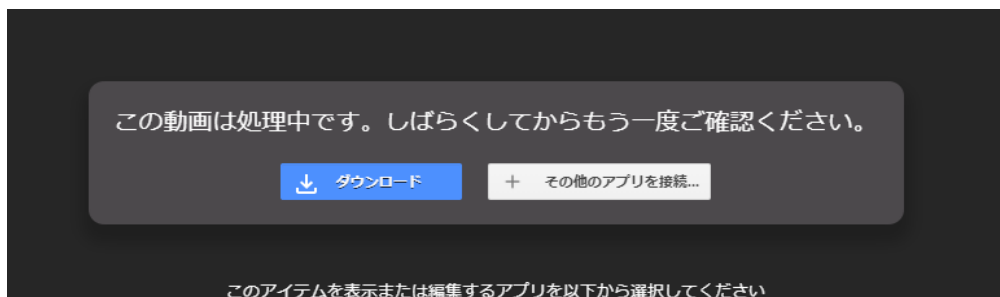 この動画は処理中です。しばらくしてからもう一度ご確認ください。
ダウンロード
+ その他のアプリを接続...
このアイテムを表示または編集するアプリを以下から選択してください